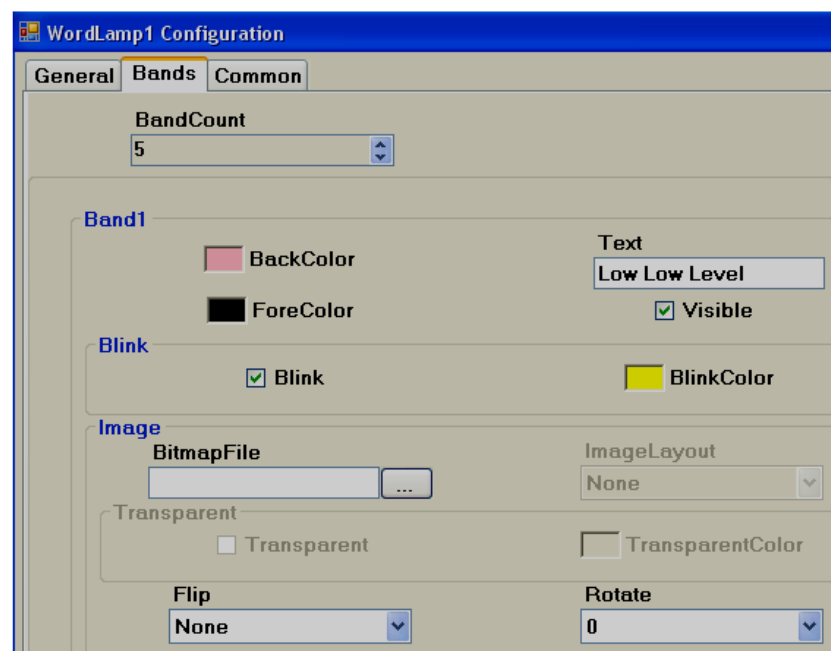 WordLamp1 Configuration
General Bands Common
BandCount
5
Band1
BackColor
Text
Low Low Level
ForeColor
Visible
Blink
Blink
BlinkColor
Image
BitmapFile
ImageLayout
...
None
Transparent
Transparent
TransparentColor
Flip
Rotate
None
0